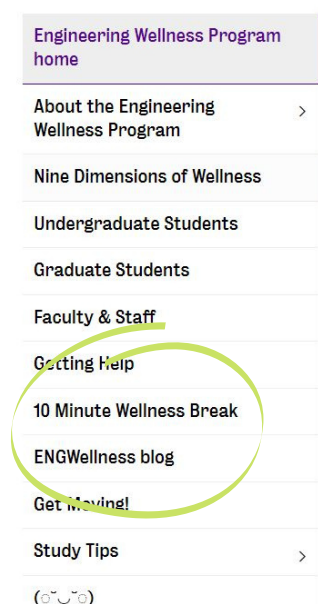 Engineering Wellness Program
home
About the Engineering
Wellness Program
Nine Dimensions of Wellness
Undergraduate Students
Graduate Students
Faculty & Staff
Getting Help
10 Minute Wellness Break
ENGWellness blog
Get Moving!
Study Tips
(◌˘◡˘◌)